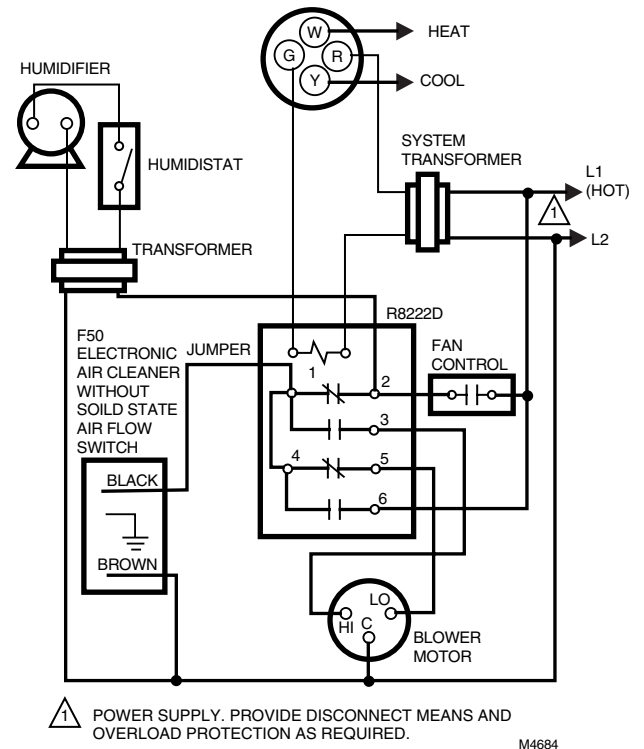 W
HEAT
G
R
Y
COOL
HUMIDIFIER
HUMIDISTAT
SYSTEM
TRANSFORMER
L1
(HOT)
1
L2
TRANSFORMER
R8222D
F50
ELECTRONIC
AIR CLEANER
WITHOUT
SOILD STATE
AIR FLOW
SWITCH
JUMPER
FAN
CONTROL
1
2
3
4
5
6
BLACK
BROWN
LO
HI
C
BLOWER
MOTOR
1
POWER SUPPLY. PROVIDE DISCONNECT MEANS AND
OVERLOAD PROTECTION AS REQUIRED.
M4684